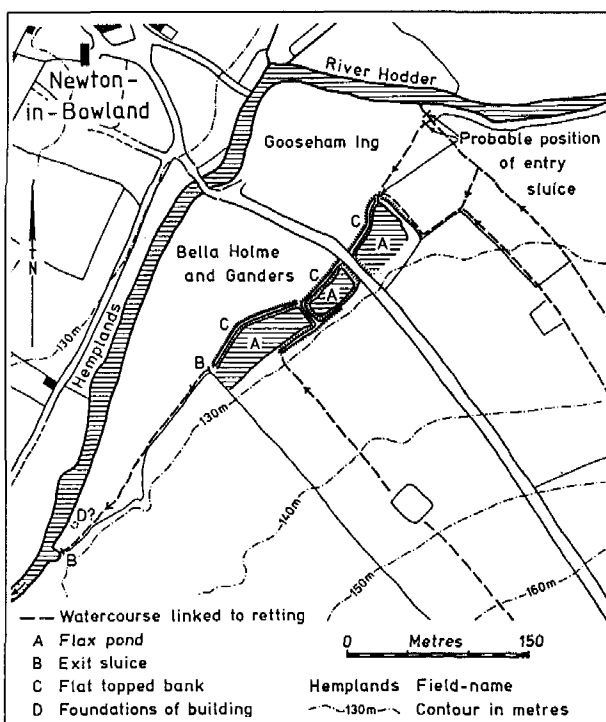 Newton-
in-Bowland
River Hodder
Gooseham Ing
Probable position
of entry
sluice
N
C
A
Bella Holme
and Ganders
C
A
C
A
130m
Hemplands
B
130m
D?
B
140m
150m
160m
Watercourse linked to retting
A Flax pond
B Exit sluice
C Flat topped bank
D Foundations of building
0 Metres 150
Hemplands Field-name
130m Contour in metres